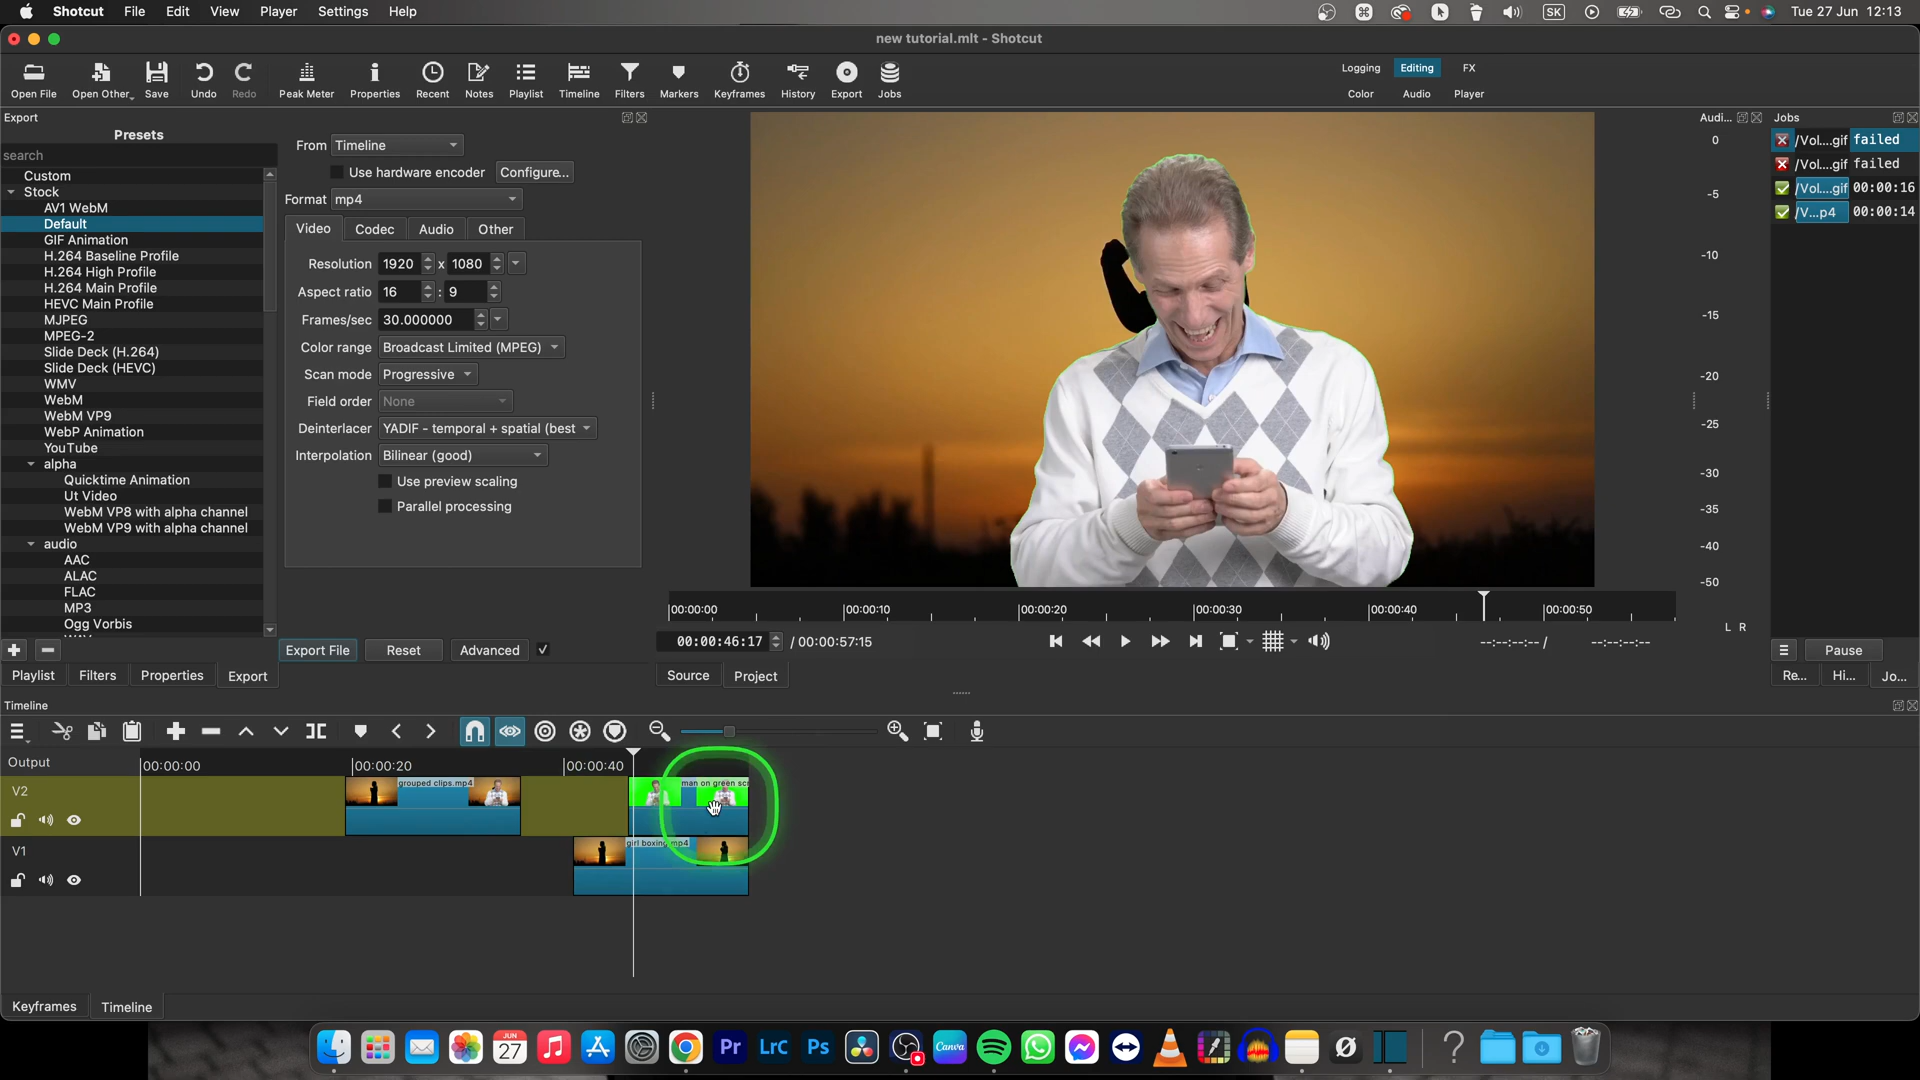 Shotcut File Edit View Player Settings Help SK Tue 27 Jun 12:13
new tutorial.mlt - Shotcut
Open File Open Other Save Undo Redo Peak Meter Properties Recent Notes Playlist Timeline Filters Markers Keyframes History Export Jobs
Logging Editing FX
Color Audio Player
Export
Presets
search
Custom
Stock
AV1 WebM
Default
GIF Animation
H.264 Baseline Profile
H.264 High Profile
H.264 Main Profile
HEVC Main Profile
MJPEG
MPEG-2
Slide Deck (H.264)
Slide Deck (HEVC)
WMV
WebM
WebM VP9
WebP Animation
YouTube
alpha
Quicktime Animation
Ut Video
WebM VP8 with alpha channel
WebM VP9 with alpha channel
audio
AAC
ALAC
FLAC
MP3
Ogg Vorbis
From Timeline
Use hardware encoder Configure...
Format mp4
Video Codec Audio Other
Resolution 1920 x 1080
Aspect ratio 16 : 9
Frames/sec 30.000000
Color range Broadcast Limited (MPEG)
Scan mode Progressive
Field order None
Deinterlacer YADIF - temporal + spatial (best
Interpolation Bilinear (good)
Use preview scaling
Parallel processing
Export File Reset Advanced
Playlist Filters Properties Export
00:00:00 00:00:10 00:00:20 00:00:30 00:00:40 00:00:50
00:00:46:17 / 00:00:57:15
--:--:--:-- / --:--:--:--
Source Project
Audi...
0
-5
-10
-15
-20
-25
-30
-35
-40
-50
L R
Jobs
/Vol....gif failed
/Vol....gif failed
/Vol....gif 00:00:16
/V...p4 00:00:14
Pause
Re... Hi... Jo...
Timeline
Output
00:00:00 00:00:20 00:00:40
V2
grouped clips.mp4
man on green scr
V1
girl boxing.mp4
Keyframes Timeline
JUN
27
Pr LrC Ps Canva